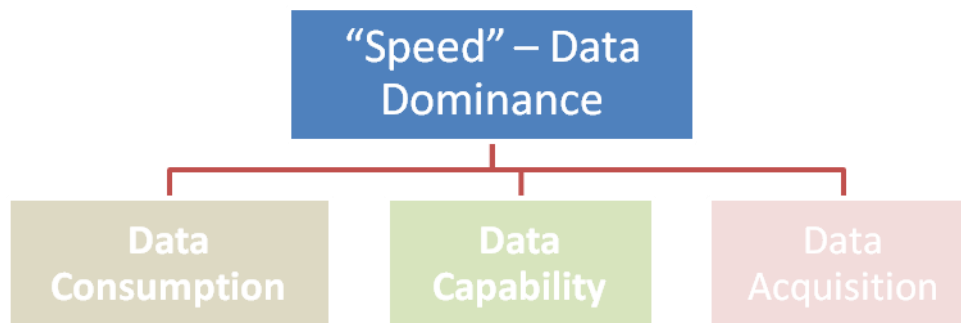 “Speed” – Data
Dominance
Data
Consumption
Data
Capability
Data
Acquisition